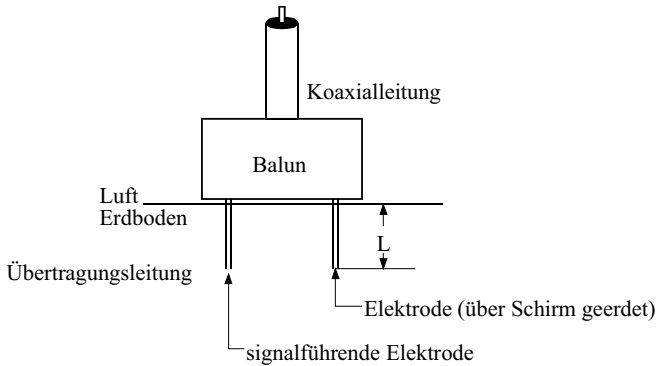 Koaxialleitung
Balun
Luft
Erdboden
L
Übertragungsleitung
Elektrode (über Schirm geerdet)
signalführende Elektrode